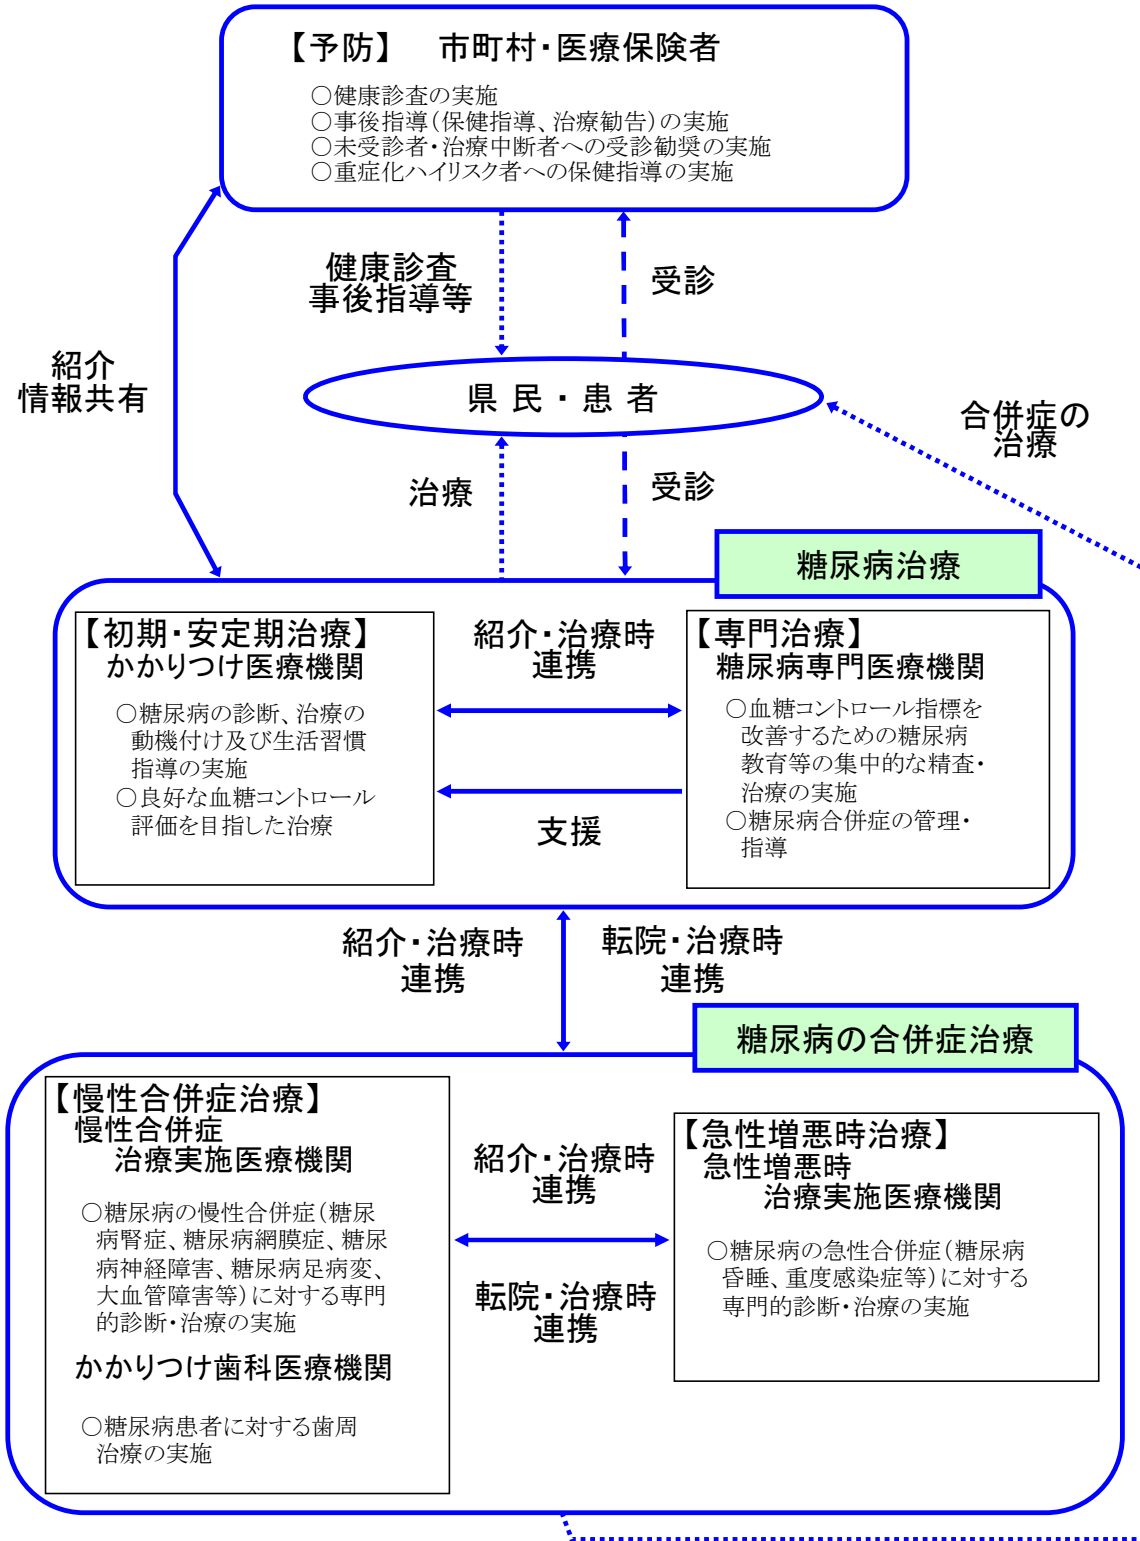 【予防】　市町村・医療保険者
○健康診査の実施
○事後指導（保健指導、治療勧告）の実施
○未受診者・治療中断者への受診勧奨の実施
○重症化ハイリスク者への保健指導の実施
健康診査
事後指導等
受診
紹介
情報共有
県 民 ・ 患 者
合併症の
治療
治療
受診
糖尿病治療
【初期・安定期治療】
かかりつけ医療機関
○糖尿病の診断、治療の
動機付け及び生活習慣
指導の実施
○良好な血糖コントロール
評価を目指した治療
紹介・治療時
連携
支援
【専門治療】
糖尿病専門医療機関
○血糖コントロール指標を
改善するための糖尿病
教育等の集中的な精査・
治療の実施
○糖尿病合併症の管理・
指導
紹介・治療時
連携
転院・治療時
連携
糖尿病の合併症治療
【慢性合併症治療】
慢性合併症
治療実施医療機関
○糖尿病の慢性合併症（糖尿
病腎症、糖尿病網膜症、糖尿
病神経障害、糖尿病足病変、
大血管障害等）に対する専門
的診断・治療の実施
かかりつけ歯科医療機関
○糖尿病患者に対する歯周
治療の実施
紹介・治療時
連携
転院・治療時
連携
【急性増悪時治療】
急性増悪時
治療実施医療機関
○糖尿病の急性合併症（糖尿病
昏睡、重度感染症等）に対する
専門的診断・治療の実施